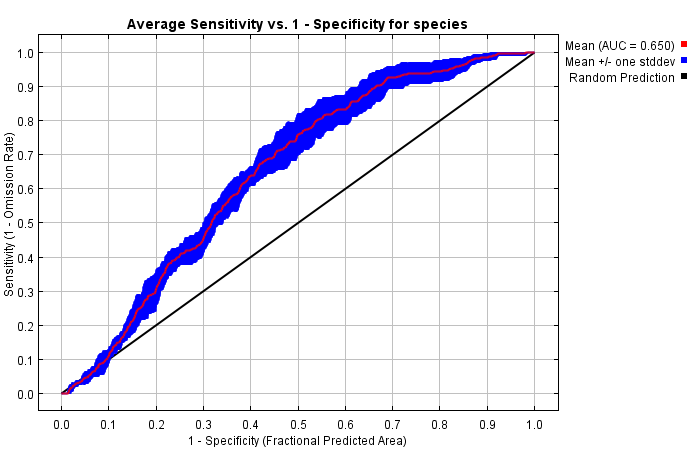 Average Sensitivity vs. 1 - Specificity for species
Mean (AUC = 0.650)
Mean +/- one stddev
Random Prediction
Sensitivity (1 - Omission Rate)
1.0
0.9
0.8
0.7
0.6
0.5
0.4
0.3
0.2
0.1
0.0
0.0 0.1 0.2 0.3 0.4 0.5 0.6 0.7 0.8 0.9 1.0
1 - Specificity (Fractional Predicted Area)